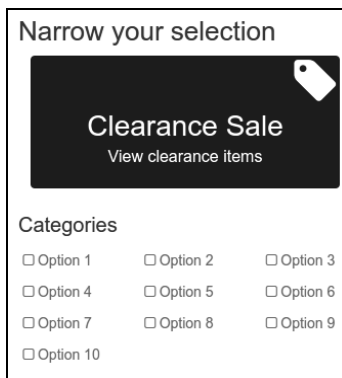 Narrow your selection
Clearance Sale
View clearance items
Categories
Option 1 Option 2 Option 3
Option 4 Option 5 Option 6
Option 7 Option 8 Option 9
Option 10